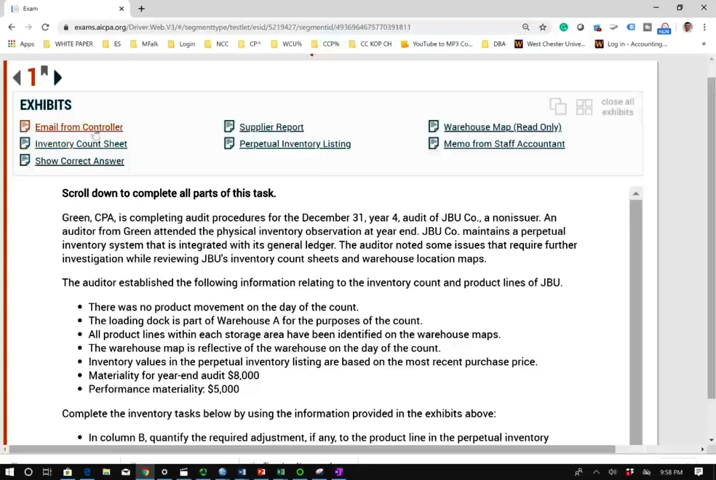 Exam
exams.aicpa.org/Driver.Web.V3/#/segmenttype/testlet/esid/5219427/segmentid/4936964675770391811
Apps WHITE PAPER ES MFalk Login NCC CP^ WCU% CCP% CC KOP CH YouTube to MP3 Co... DBA West Chester Univer... Log in - Accounting...
1
EXHIBITS
close all exhibits
Email from Controller Supplier Report Warehouse Map (Read Only)
Inventory Count Sheet Perpetual Inventory Listing Memo from Staff Accountant
Show Correct Answer
Scroll down to complete all parts of this task.
Green, CPA, is completing audit procedures for the December 31, year 4, audit of JBU Co., a nonissuer. An
auditor from Green attended the physical inventory observation at year end. JBU Co. maintains a perpetual
inventory system that is integrated with its general ledger. The auditor noted some issues that require further
investigation while reviewing JBU's inventory count sheets and warehouse location maps.
The auditor established the following information relating to the inventory count and product lines of JBU.
• There was no product movement on the day of the count.
• The loading dock is part of Warehouse A for the purposes of the count.
• All product lines within each storage area have been identified on the warehouse maps.
• The warehouse map is reflective of the warehouse on the day of the count.
• Inventory values in the perpetual inventory listing are based on the most recent purchase price.
• Materiality for year-end audit $8,000
• Performance materiality: $5,000
Complete the inventory tasks below by using the information provided in the exhibits above:
• In column B, quantify the required adjustment, if any, to the product line in the perpetual inventory
9:58 PM